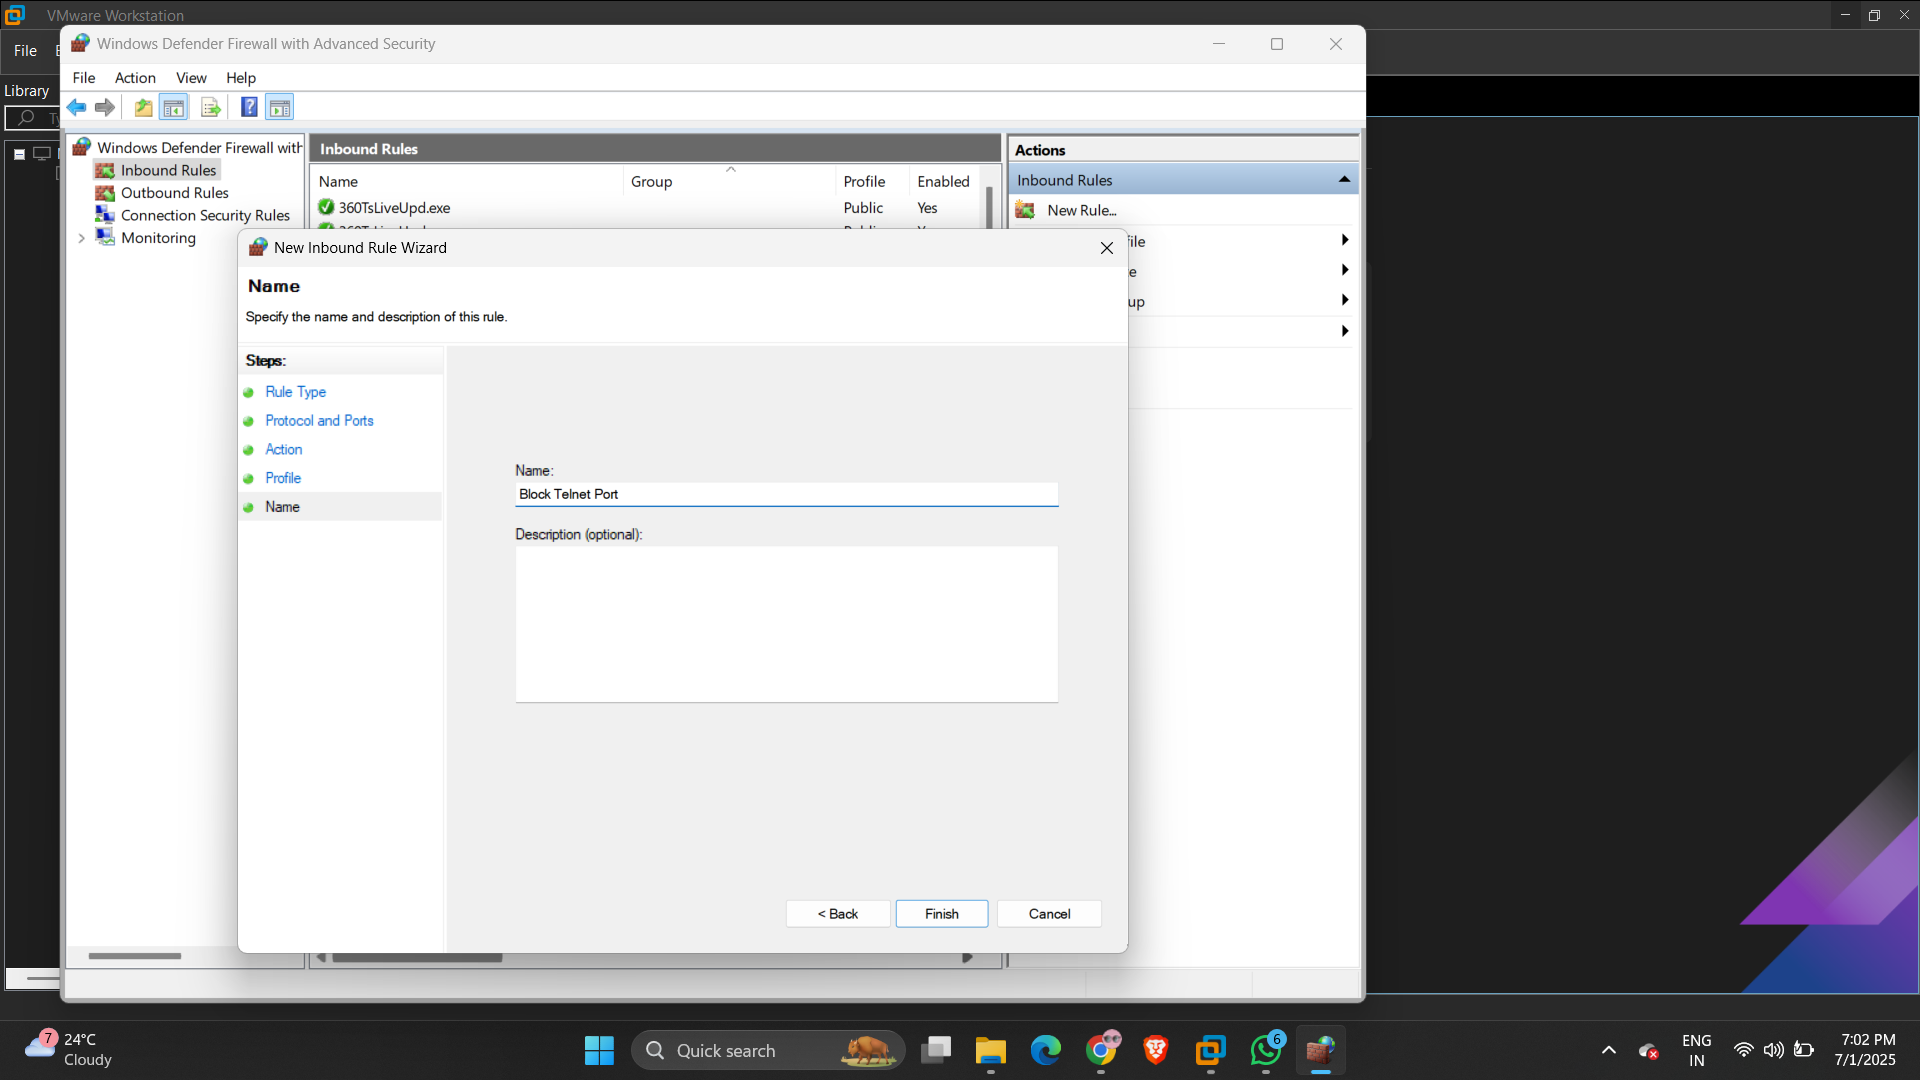 VMware Workstation
File
Windows Defender Firewall with Advanced Security
File Action View Help
Library
Windows Defender Firewall with
Inbound Rules
Outbound Rules
Connection Security Rules
Monitoring
Inbound Rules
Name Group Profile Enabled
360TsLiveUpd.exe Public Yes
Actions
Inbound Rules
New Rule...
file
e
up
New Inbound Rule Wizard
Name
Specify the name and description of this rule.
Steps:
Rule Type
Protocol and Ports
Action
Profile
Name
Name:
Block Telnet Port
Description (optional):
< Back Finish Cancel
7
24°C
Cloudy
Quick search
6
ENG
IN
7:02 PM
7/1/2025